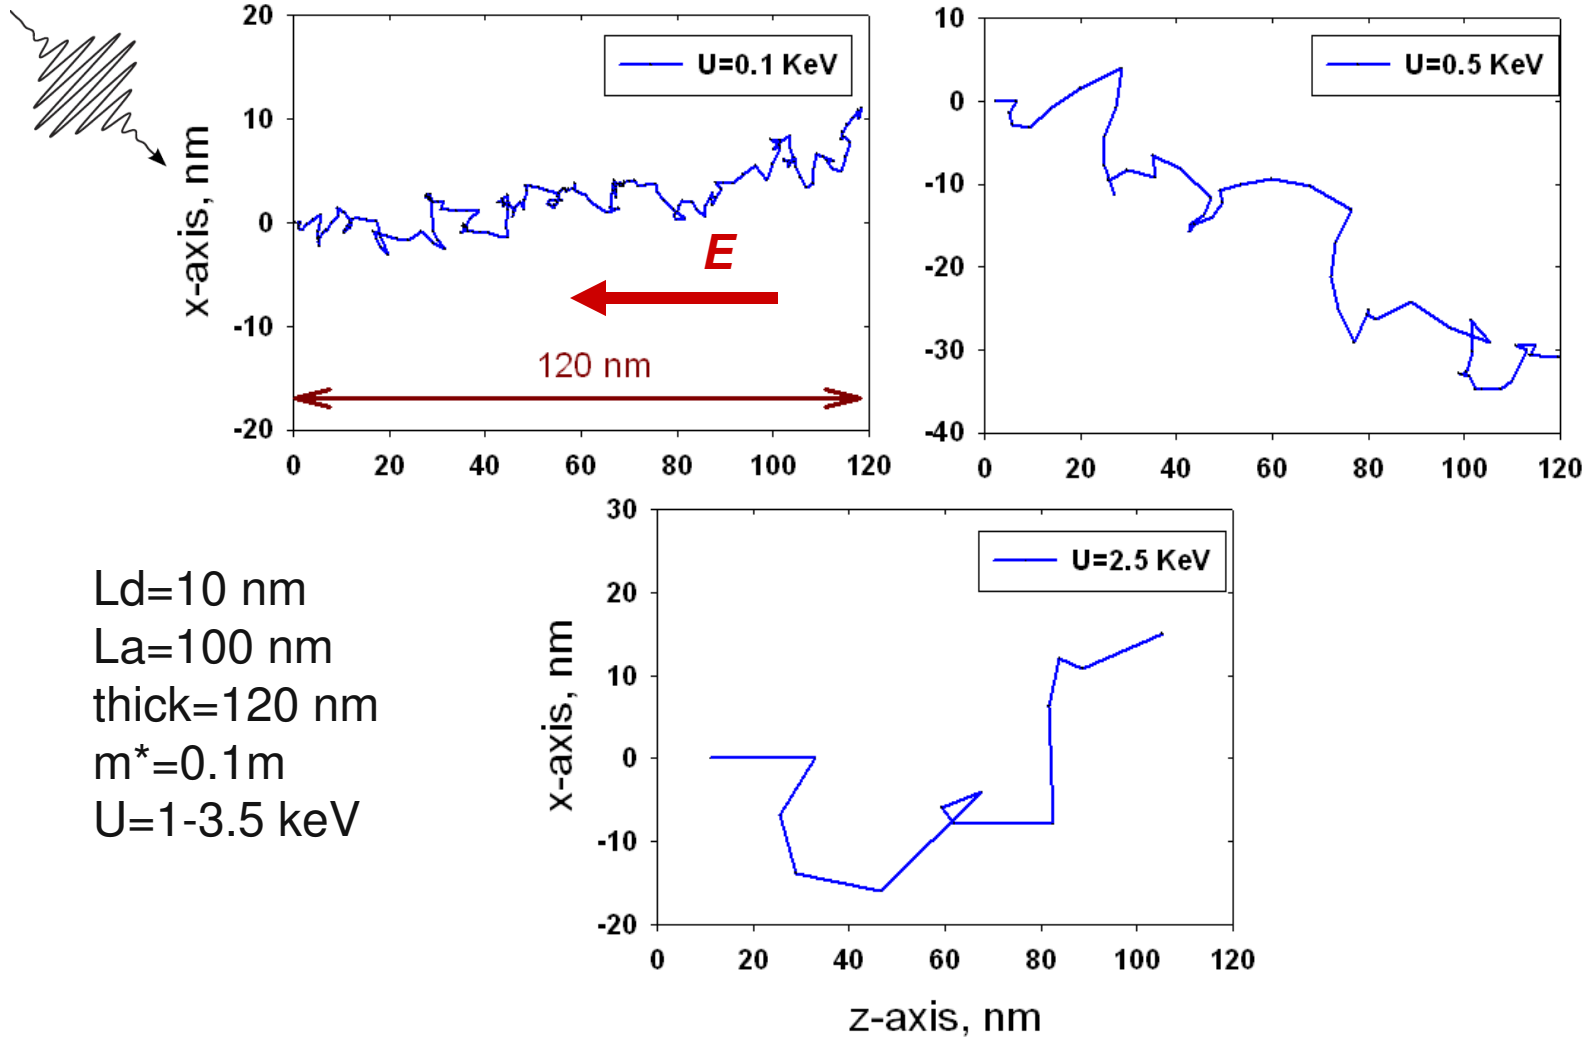 20
10
0
-10
-20
x-axis, nm
U=0.1 KeV
E
120 nm
0 20 40 60 80 100 120
10
0
-10
-20
-30
-40
U=0.5 KeV
0 20 40 60 80 100 120
30
20
10
0
-10
-20
x-axis, nm
U=2.5 KeV
0 20 40 60 80 100 120
z-axis, nm
Ld=10 nm
La=100 nm
thick=120 nm
m*=0.1m
U=1-3.5 keV